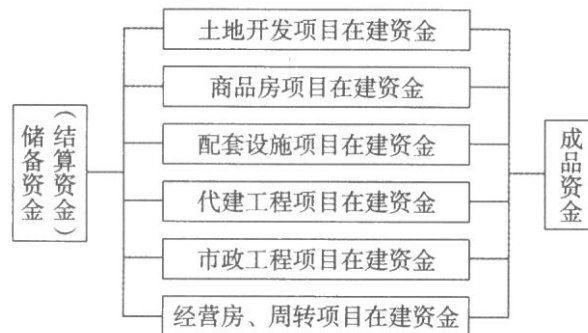 储备资金
（结算资金）
土地开发项目在建资金
商品房项目在建资金
配套设施项目在建资金
代建工程项目在建资金
市政工程项目在建资金
经营房、周转项目在建资金
成品资金